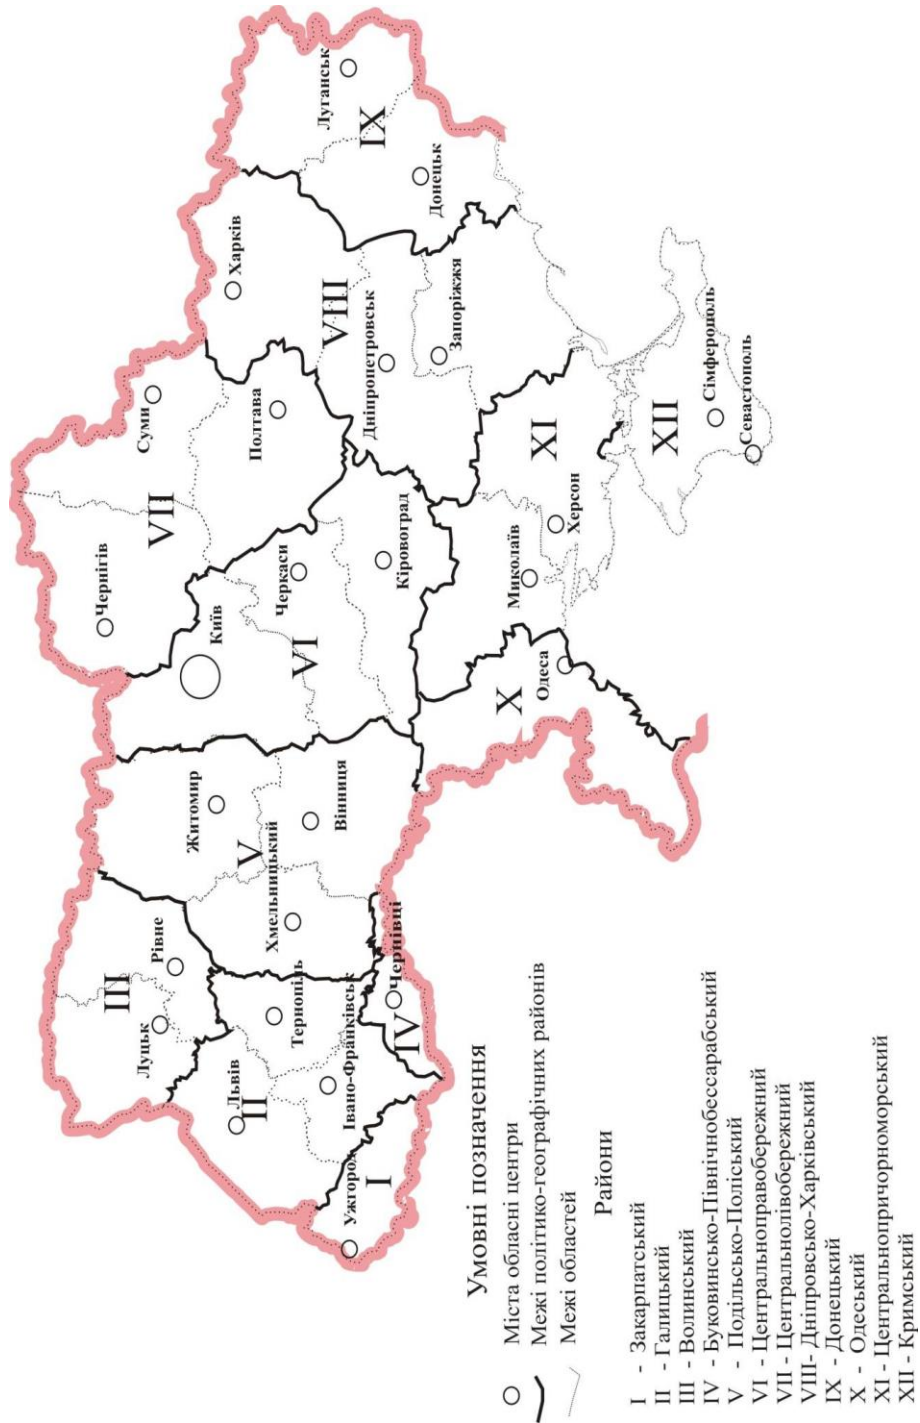 Чернігів
Суми
Харків
Луганськ
Київ
Житомир
Рівне
Луцьк
Львів
Тернопіль
Хмельницький
Вінниця
Івано-Франківськ
Ужгород
Чернівці
Черкаси
Полтава
Кіровоград
Дніпропетровськ
Запоріжжя
Донецьк
Миколаїв
Херсон
Одеса
Сімферополь
Севастополь
I
II
III
IV
V
VI
VII
VIII
IX
X
XI
XII
Умовні позначення
Міста обласні центри
Межі політико-географічних районів
Межі областей
Райони
I - Закарпатський
II - Галицький
III - Волинський
IV - Буковинсько-Північнобессарабський
V - Подільсько-Поліський
VI - Центральноправобережний
VII - Центральнолівобережний
VIII- Дніпровсько-Харківський
IX - Донецький
X - Одеський
XI - Центральнопричорноморський
XII - Кримський